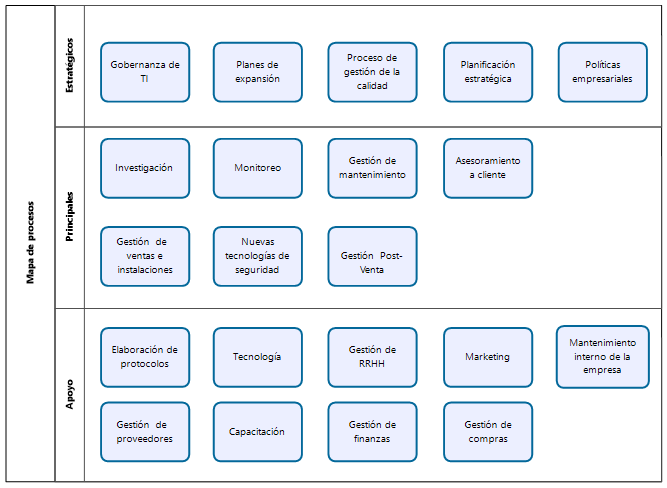 Mapa de procesos
Estratégicos
Gobernanza de
TI
Planes de
expansión
Proceso de
gestión de la
calidad
Planificación
estratégica
Políticas
empresariales
Principales
Investigación
Monitoreo
Gestión de
mantenimiento
Asesoramiento
a cliente
Gestión de
ventas e
instalaciones
Nuevas
tecnologías de
seguridad
Gestión Post-
Venta
Apoyo
Elaboración de
protocolos
Tecnología
Gestión de
RRHH
Marketing
Mantenimiento
interno de la
empresa
Gestión de
proveedores
Capacitación
Gestión de
finanzas
Gestión de
compras